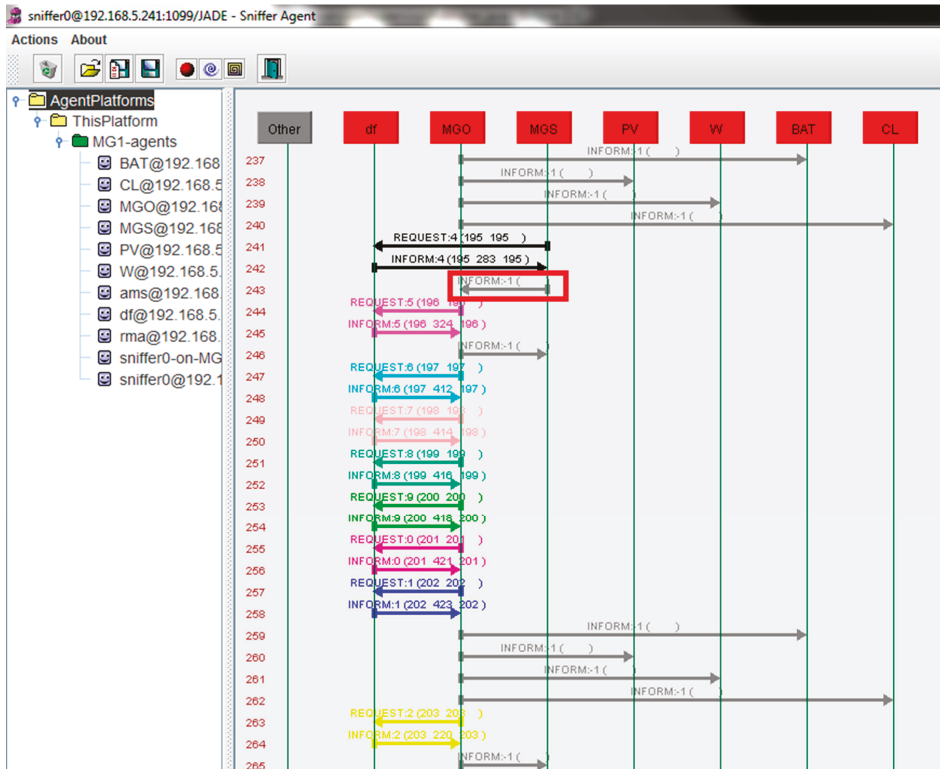 sniffer0@192.168.5.241:1099/JADE - Sniffer Agent
Actions About
AgentPlatforms
ThisPlatform
MG1-agents
BAT@192.168
CL@192.168.5
MGO@192.168
MGS@192.168
PV@192.168.5
W@192.168.5.
ams@192.168.
df@192.168.5.
rma@192.168.
sniffer0-on-MG
sniffer0@192.1
Other df MGO MGS PV W BAT CL
237 INFORM:-1 ( )
238 INFORM:-1 ( )
239 INFORM:-1 ( )
240 INFORM:-1 ( )
241 REQUEST:4 (195 195 )
242 INFORM:4 (195 283 195 )
243 INFORM:-1 (
244 REQUEST:5 (196 196 )
245 INFORM:5 (196 324 196 )
246 INFORM:-1 ( )
247 REQUEST:6 (197 197 )
248 INFORM:6 (197 412 197 )
249 REQUEST:7 (198 198 )
250 INFORM:7 (198 414 198 )
251 REQUEST:8 (199 199 )
252 INFORM:8 (199 416 199 )
253 REQUEST:9 (200 200 )
254 INFORM:9 (200 418 200 )
255 REQUEST:0 (201 201 )
256 INFORM:0 (201 421 201 )
257 REQUEST:1 (202 202 )
258 INFORM:1 (202 423 202 )
259 INFORM:-1 ( )
260 INFORM:-1 ( )
261 INFORM:-1 ( )
262 INFORM:-1 ( )
263 REQUEST:2 (203 203 )
264 INFORM:2 (203 220 203 )
265 INFORM:-1 ( )